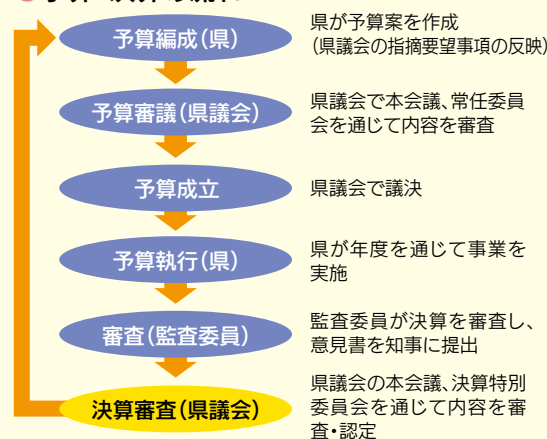 予算編成（県）
県が予算案を作成
（県議会の指摘要望事項の反映）
予算審議（県議会）
県議会で本会議、常任委員
会を通じて内容を審査
予算成立
県議会で議決
予算執行（県）
県が年度を通じて事業を
実施
審査（監査委員）
監査委員が決算を審査し、
意見書を知事に提出
決算審査（県議会）
県議会の本会議、決算特別
委員会を通じて内容を審
査・認定